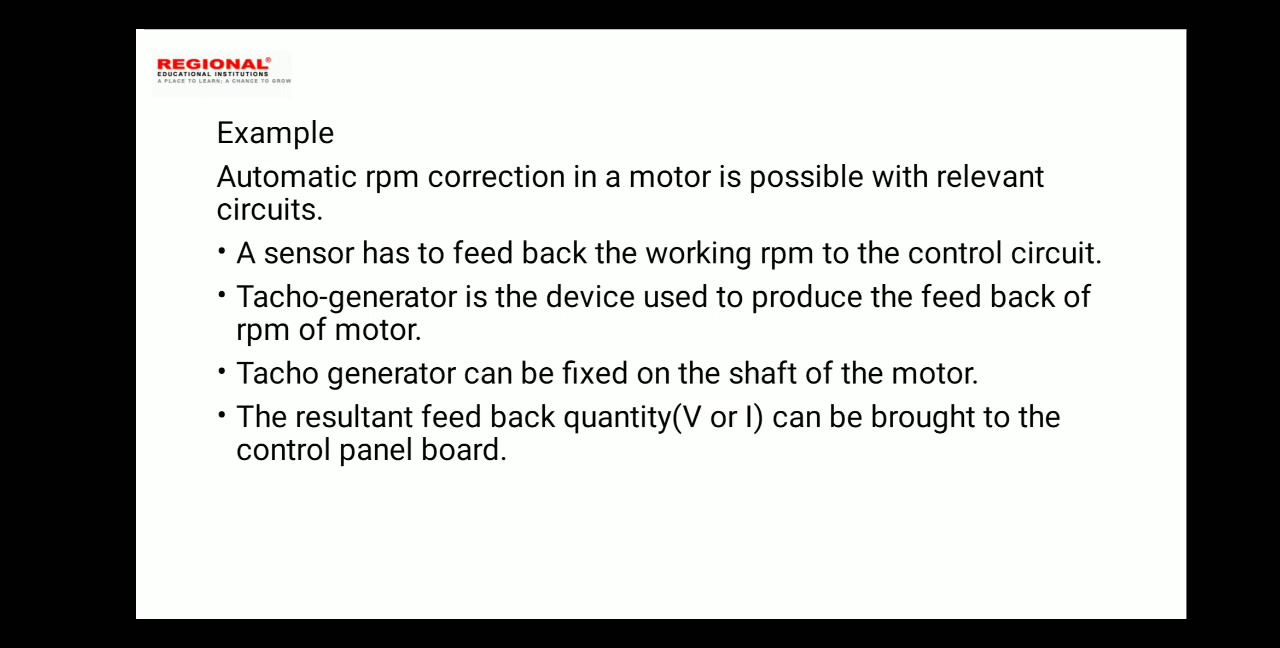 REGIONAL®
EDUCATIONAL INSTITUTIONS
A PLACE TO LEARN; A CHANCE TO GROW
Example
Automatic rpm correction in a motor is possible with relevant
circuits.
• A sensor has to feed back the working rpm to the control circuit.
• Tacho-generator is the device used to produce the feed back of
rpm of motor.
• Tacho generator can be fixed on the shaft of the motor.
• The resultant feed back quantity(V or I) can be brought to the
control panel board.